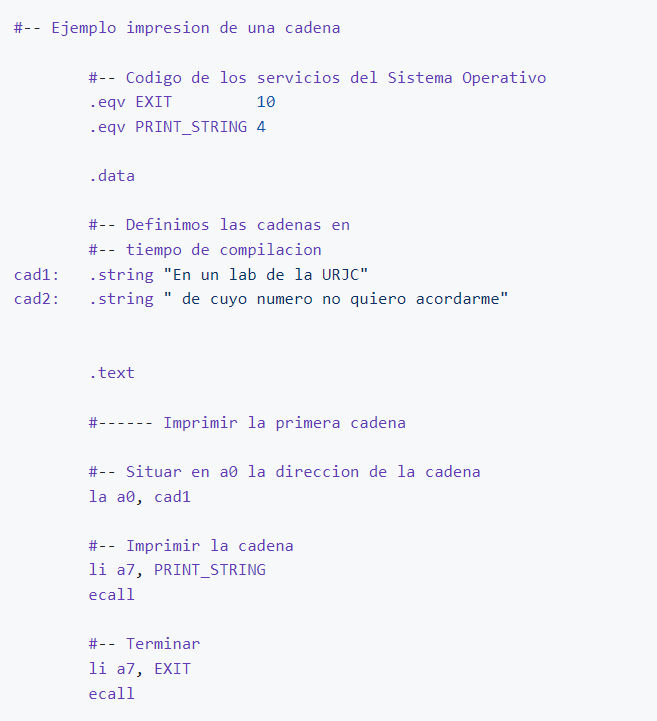 #-- Ejemplo impresion de una cadena
#-- Codigo de los servicios del Sistema Operativo
.eqv EXIT         10
.eqv PRINT_STRING 4
.data
#-- Definimos las cadenas en
#-- tiempo de compilacion
cad1:   .string "En un lab de la URJC"
cad2:   .string " de cuyo numero no quiero acordarme"
.text
#------ Imprimir la primera cadena
#-- Situar en a0 la direccion de la cadena
la a0, cad1
#-- Imprimir la cadena
li a7, PRINT_STRING
ecall
#-- Terminar
li a7, EXIT
ecall